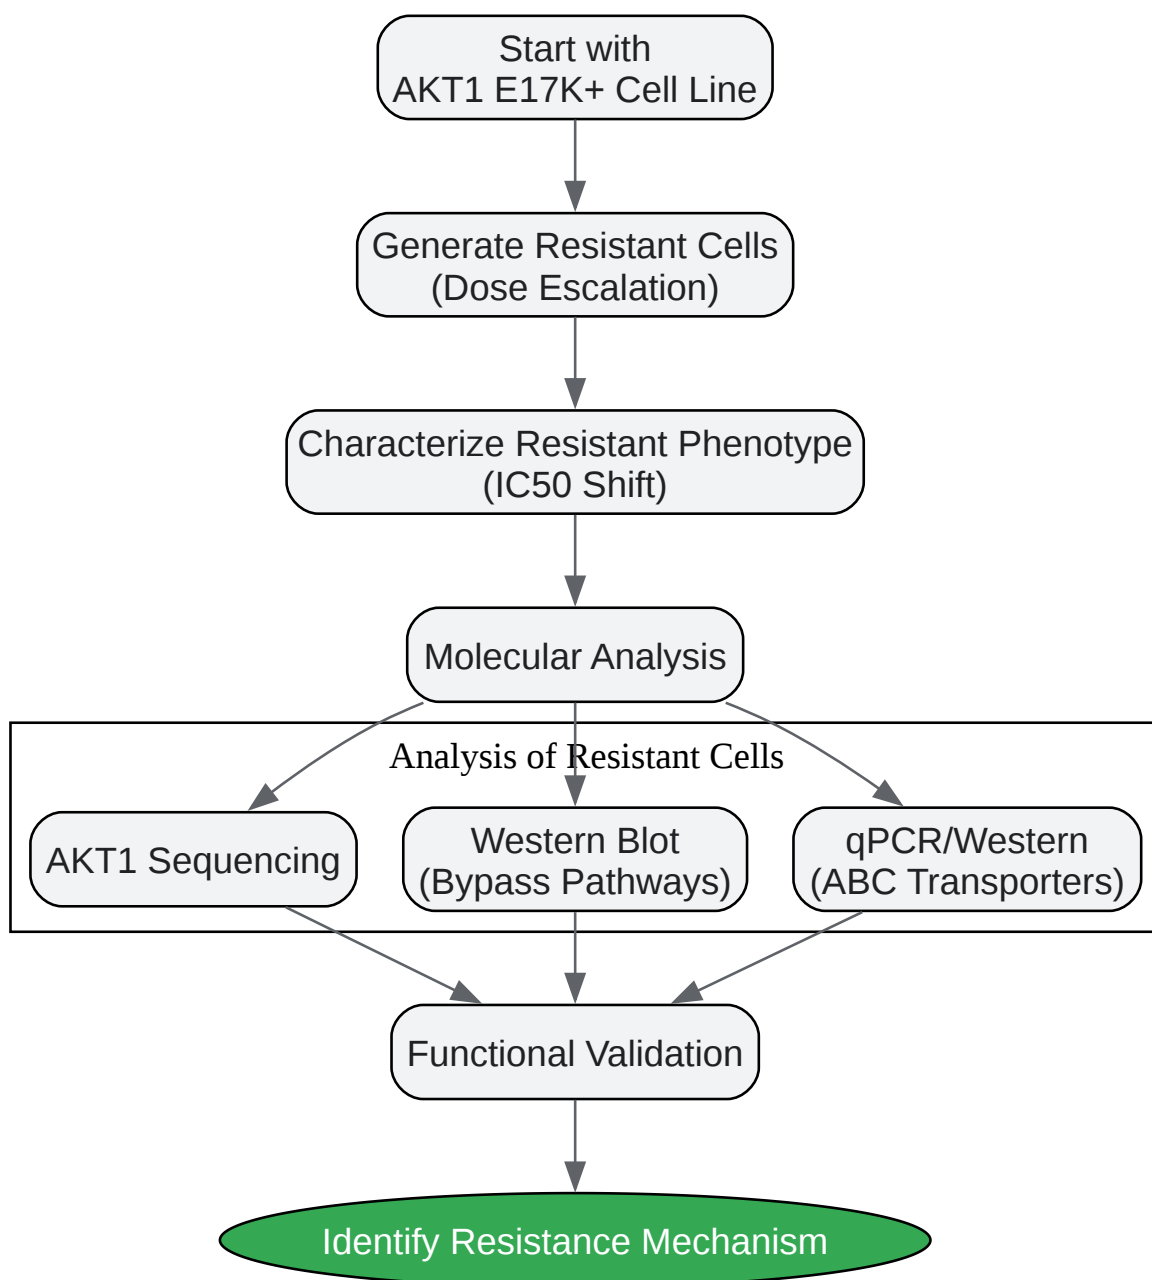 Start with
AKT1 E17K+ Cell Line
Generate Resistant Cells
(Dose Escalation)
Characterize Resistant Phenotype
(IC50 Shift)
Molecular Analysis
Analysis of Resistant Cells
AKT1 Sequencing
Western Blot
(Bypass Pathways)
qPCR/Western
(ABC Transporters)
Functional Validation
Identify Resistance Mechanism